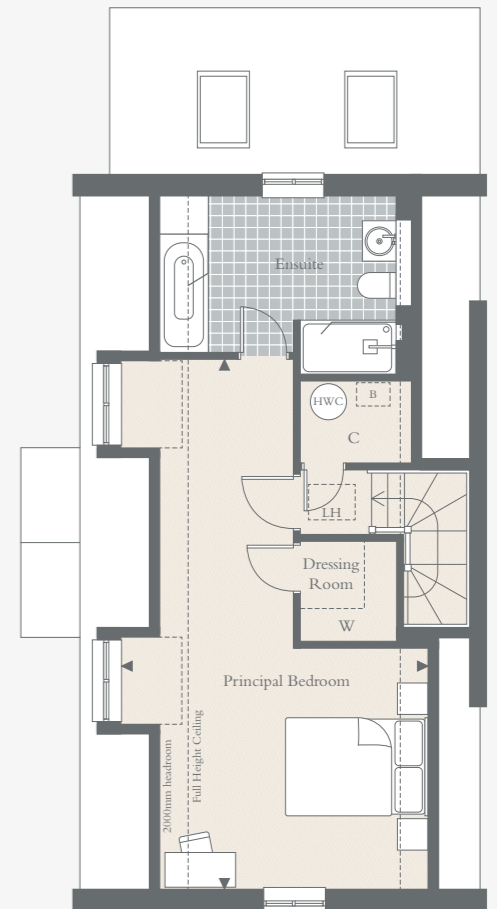 Ensuite
HWC
B
C
LH
Dressing
Room
W
Principal Bedroom
2000mm headroom
Full Height Ceiling